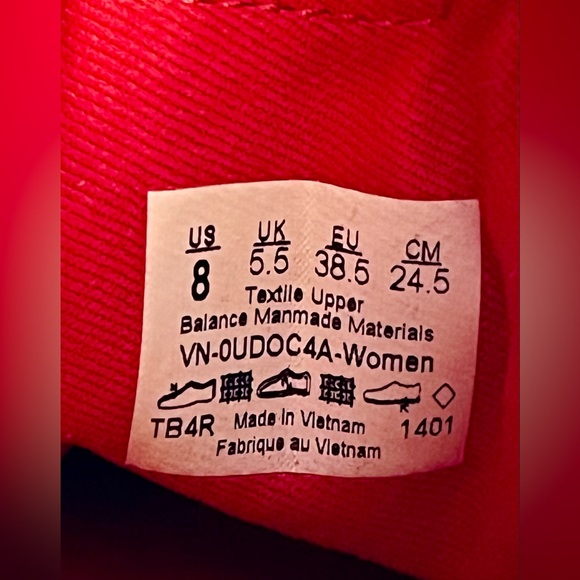 US UK EU CM
8 5.5 38.5 24.5
Textile Upper
Balance Manmade Materials
VN-0UDOC4A-Women
TB4R Made in Vietnam 1401
Fabrique au Vietnam